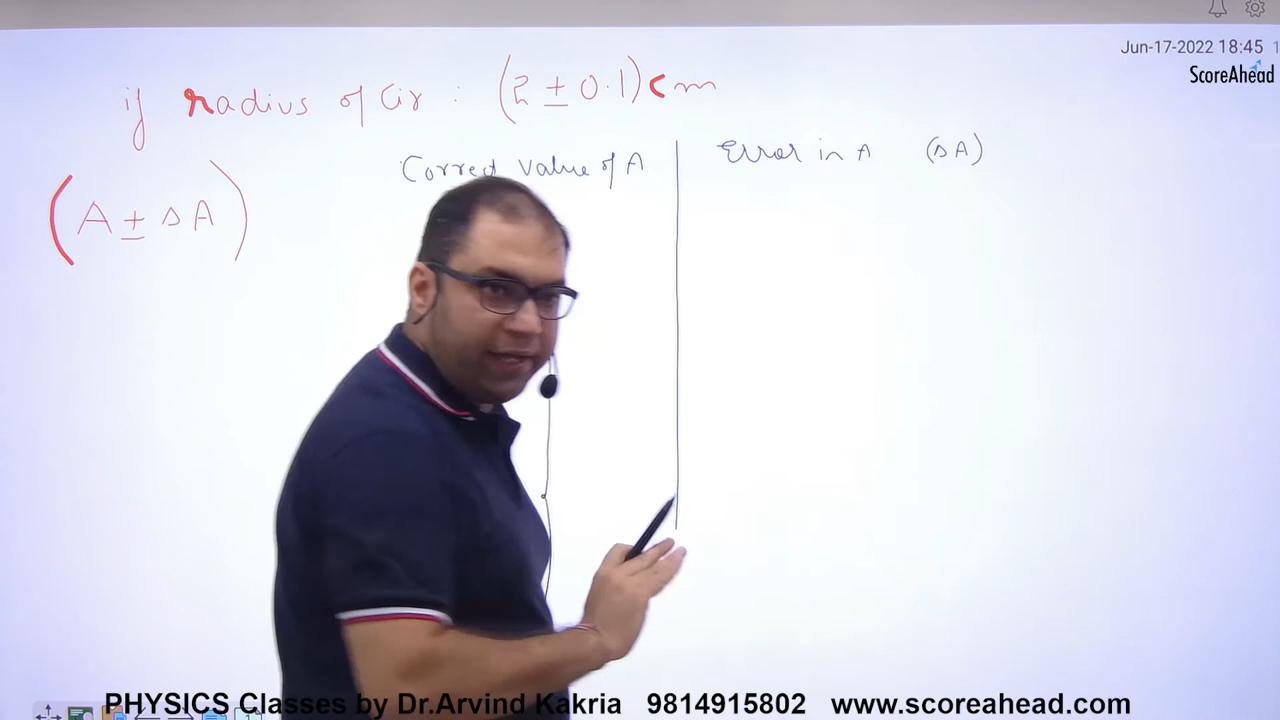 Jun-17-2022 18:45
ScoreAhead
if radius of Cir : (2 ± 0.1) cm
Correct value of A
Error in A (ΔA)
(A ± ΔA)
PHYSICS Classes by Dr.Arvind Kakria 9814915802 www.scoreahead.com